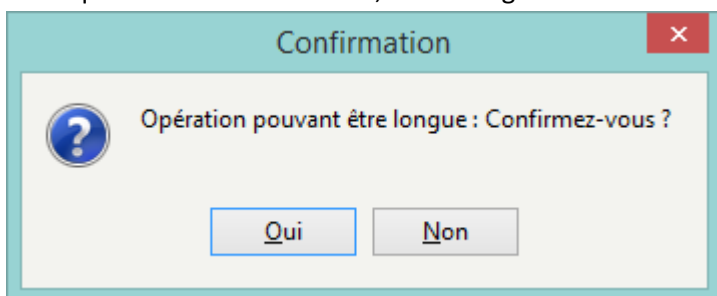 Confirmation
Opération pouvant être longue : Confirmez-vous ?
Oui Non